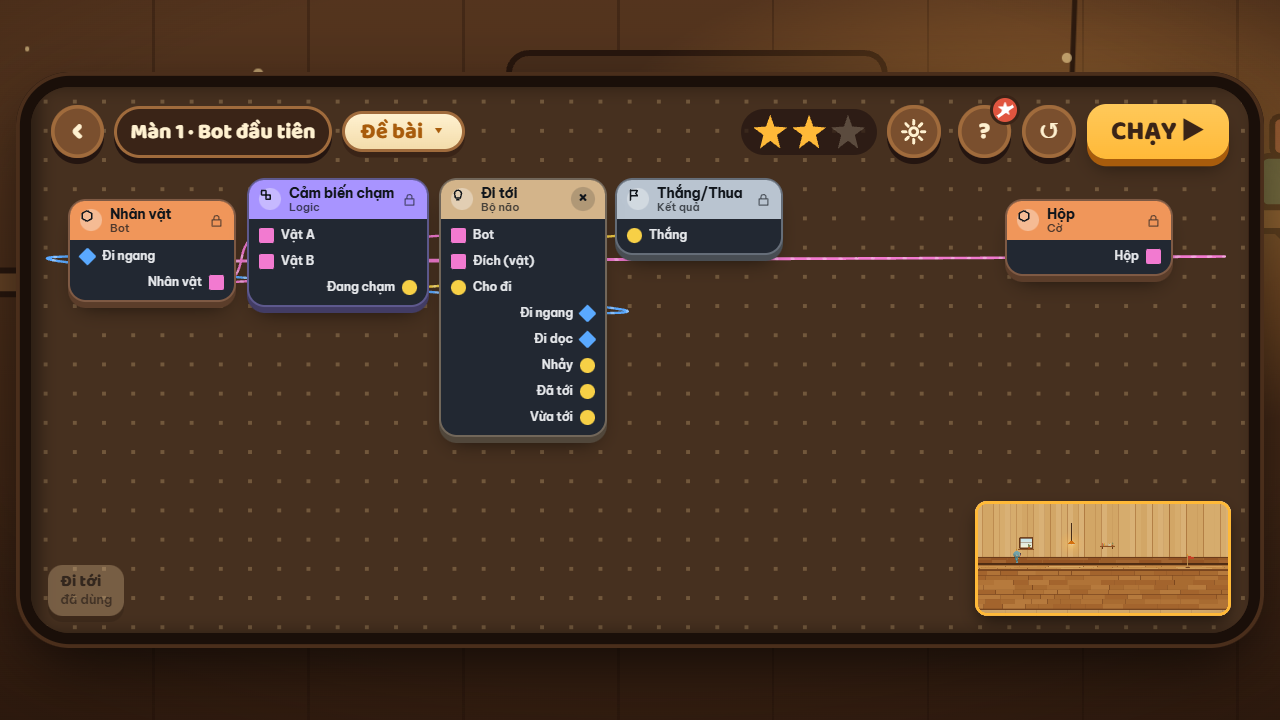 Màn 1 · Bot đầu tiên
Đề bài
?
CHẠY
Nhân vật
Bot
Đi ngang
Nhân vật
Cảm biến chạm
Logic
Vật A
Vật B
Đang chạm
Đi tới
Bộ não
Bot
Đích (vật)
Cho đi
Đi ngang
Đi dọc
Nhảy
Đã tới
Vừa tới
Thắng/Thua
Kết quả
Thắng
Hộp
Cờ
Hộp
Đi tới
đã dùng